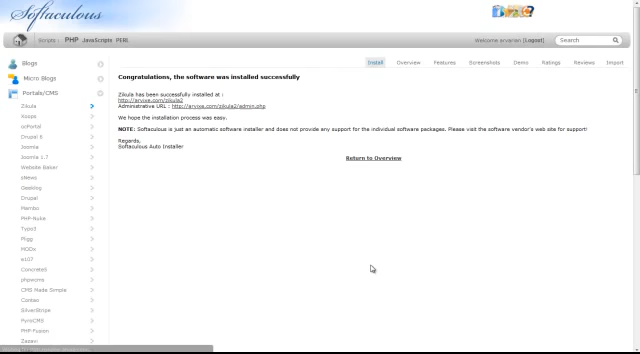 Softaculous
Scripts : PHP JavaScripts PERL
Welcome arvixein [Logout]
Search
Install Overview Features Screenshots Demo Ratings Reviews Import
Blogs
Micro Blogs
Portals/CMS
Zikula
Xoops
ocPortal
Drupal 6
Joomla
Joomla 1.7
Website Baker
sNews
Geeklog
Drupal
Mambo
PHP-Nuke
Typo3
Pligg
MODx
e107
Concrete5
phpwcms
CMS Made Simple
Contao
SilverStripe
PyroCMS
PHP-Fusion
Congratulations, the software was installed successfully
Zikula has been successfully installed at :
http://arvixe.com/zikula2
Administrative URL : http://arvixe.com/zikula2/admin.php
We hope the installation process was easy.
NOTE: Softaculous is just an automatic software installer and does not provide any support for the individual software packages. Please visit the software vendor's web site for support!
Regards,
Softaculous Auto Installer
Return to Overview